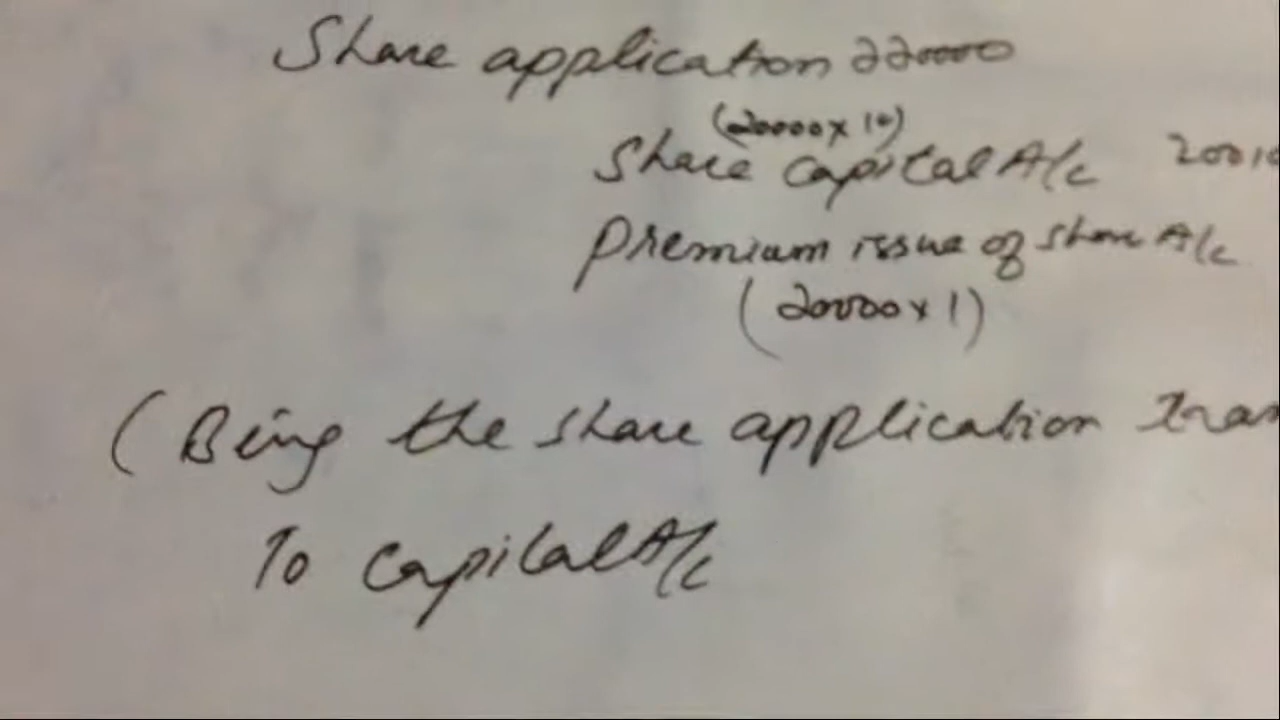 Share application 220000
(20000x10)
Share capital A/c
Premium issue of share A/c
(20000x1)
(Being the share application
To capital A/c